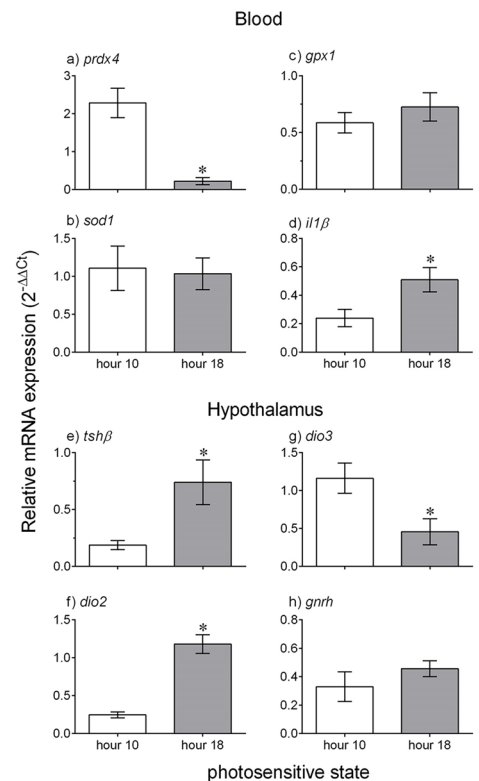 Blood
a) prdx4
3
2
1
0
*
c) gpx1
1.0
0.5
0.0
b) sod1
1.5
1.0
0.5
0.0
hour 10 hour 18
d) il1β
0.8
0.6
0.4
0.2
0.0
*
hour 10 hour 18
Relative mRNA expression (2-ΔΔCt)
Hypothalamus
e) tshβ
1.0
0.5
0.0
*
g) dio3
1.5
1.0
0.5
0.0
*
f) dio2
1.5
1.0
0.5
0.0
*
hour 10 hour 18
h) gnrh
0.8
0.6
0.4
0.2
0.0
hour 10 hour 18
photosensitive state